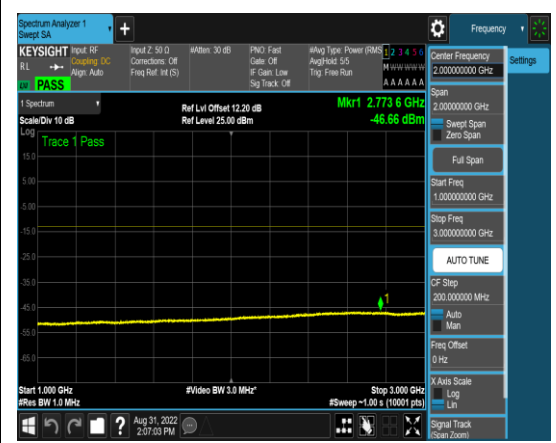 Spectrum Analyzer 1
Swept SA
+
Frequency
KEYSIGHT
RL
PASS
Input: RF
Coupling: DC
Align: Auto
Input Z: 50 Ω
Corrections: Off
Freq Ref: Int (S)
#Atten: 30 dB
PNO: Fast
Gate: Off
IF Gain: Low
Sig Track: Off
#Avg Type: Power (RMS
Avg|Hold: 5/5
Trig: Free Run
1 2 3 4 5 6
M W W W W W
A A A A A A
Center Frequency
2.000000000 GHz
Settings
Span
2.00000000 GHz
Swept Span
Zero Span
Full Span
Start Freq
1.000000000 GHz
Stop Freq
3.000000000 GHz
AUTO TUNE
CF Step
200.000000 MHz
Auto
Man
Freq Offset
0 Hz
X Axis Scale
Log
Lin
Signal Track
(Span Zoom)
1 Spectrum
Scale/Div 10 dB
Ref Lvl Offset 12.20 dB
Ref Level 25.00 dBm
Mkr1 2.773 6 GHz
-46.66 dBm
Log
Trace 1 Pass
15.0
5.00
-5.00
-15.0
-25.0
-35.0
-45.0
-55.0
-65.0
1
Start 1.000 GHz
#Res BW 1.0 MHz
#Video BW 3.0 MHz*
Stop 3.000 GHz
#Sweep ~1.00 s (10001 pts)
?
Aug 31, 2022
2:07:03 PM